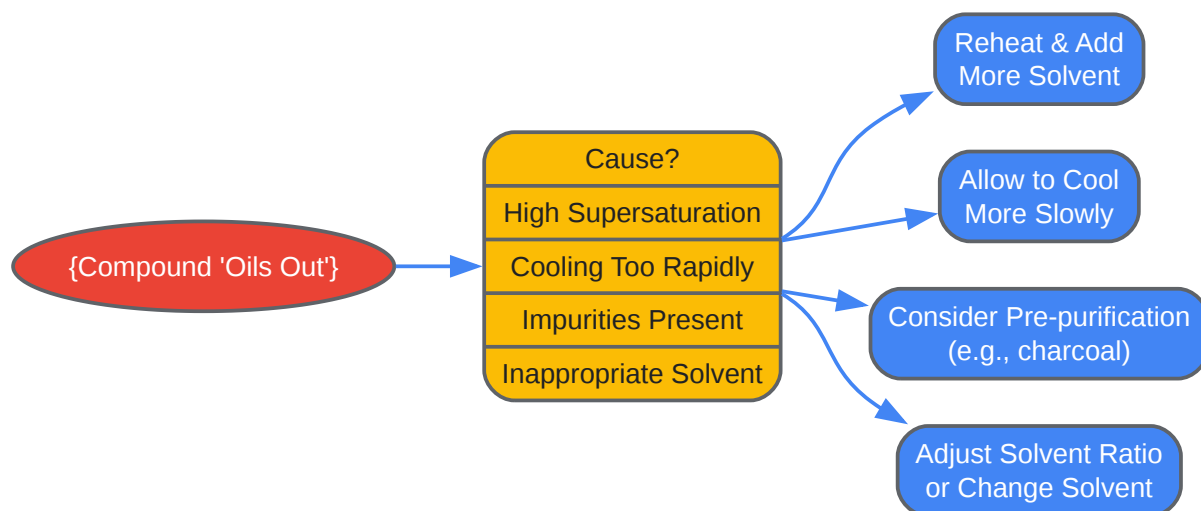 {Compound 'Oils Out'}
Cause?
High Supersaturation
Cooling Too Rapidly
Impurities Present
Inappropriate Solvent
Reheat & Add
More Solvent
Allow to Cool
More Slowly
Consider Pre-purification
(e.g., charcoal)
Adjust Solvent Ratio
or Change Solvent